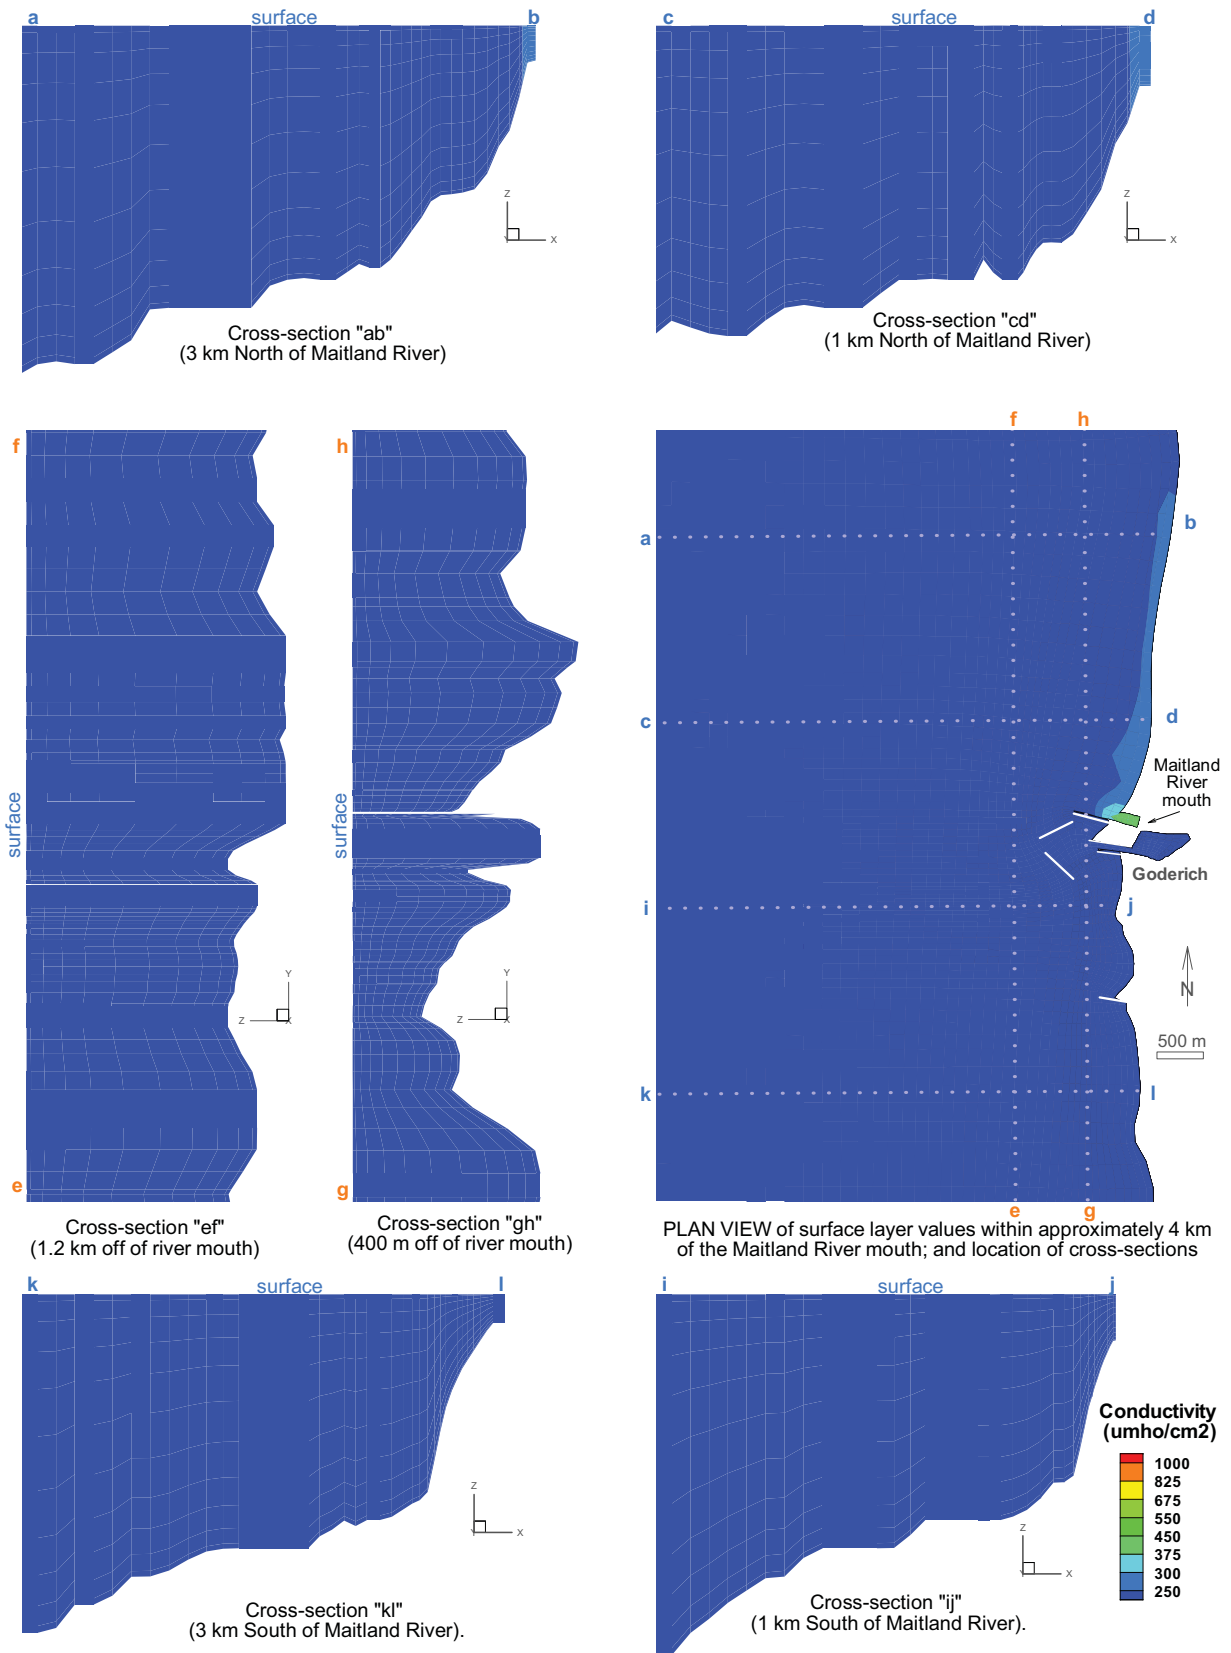 a surface b
c surface d
Z
X
Y
Z
X
Y
Cross-section "ab"
(3 km North of Maitland River)
Cross-section "cd"
(1 km North of Maitland River)
f
surface
e
Y
Z
X
Cross-section "ef"
(1.2 km off of river mouth)
h
surface
g
Y
Z
X
Cross-section "gh"
(400 m off of river mouth)
f h
a b
c d
Maitland
River
mouth
Goderich
i j
N
500 m
k l
e g
PLAN VIEW of surface layer values within approximately 4 km
of the Maitland River mouth; and location of cross-sections
k surface l
Z
Y
X
Cross-section "kl"
(3 km South of Maitland River).
i surface j
Z
Y
X
Cross-section "ij"
(1 km South of Maitland River).
Conductivity
(umho/cm2)
1000
825
675
550
450
375
300
250